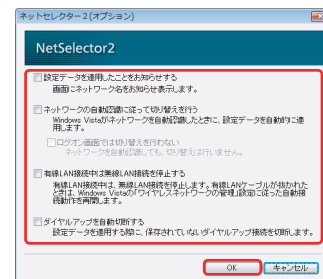 ネットセレクター2(オプション)
NetSelector2
設定データを適用したことをお知らせする
画面にネットワーク名をお知らせ表示します。
ネットワークの自動認識に従って切り替えを行う
Windows Vistaがネットワークを自動認識したときに、設定データを自動的に適
用します。
ログオン画面では切り替えを行わない
ネットワークを自動認識しても、切り替えは行いません。
有線LAN接続中は無線LAN接続を停止する
有線LAN接続中は、無線LAN接続を停止します。有線LANケーブルが抜かれた
ときは、Windows Vistaの「ワイヤレスネットワークの管理」設定に従った自動接
続動作を再開します。
ダイヤルアップを自動切断する
設定データを適用する際に、保存されていないダイヤルアップ接続を切断します。
OK
キャンセル